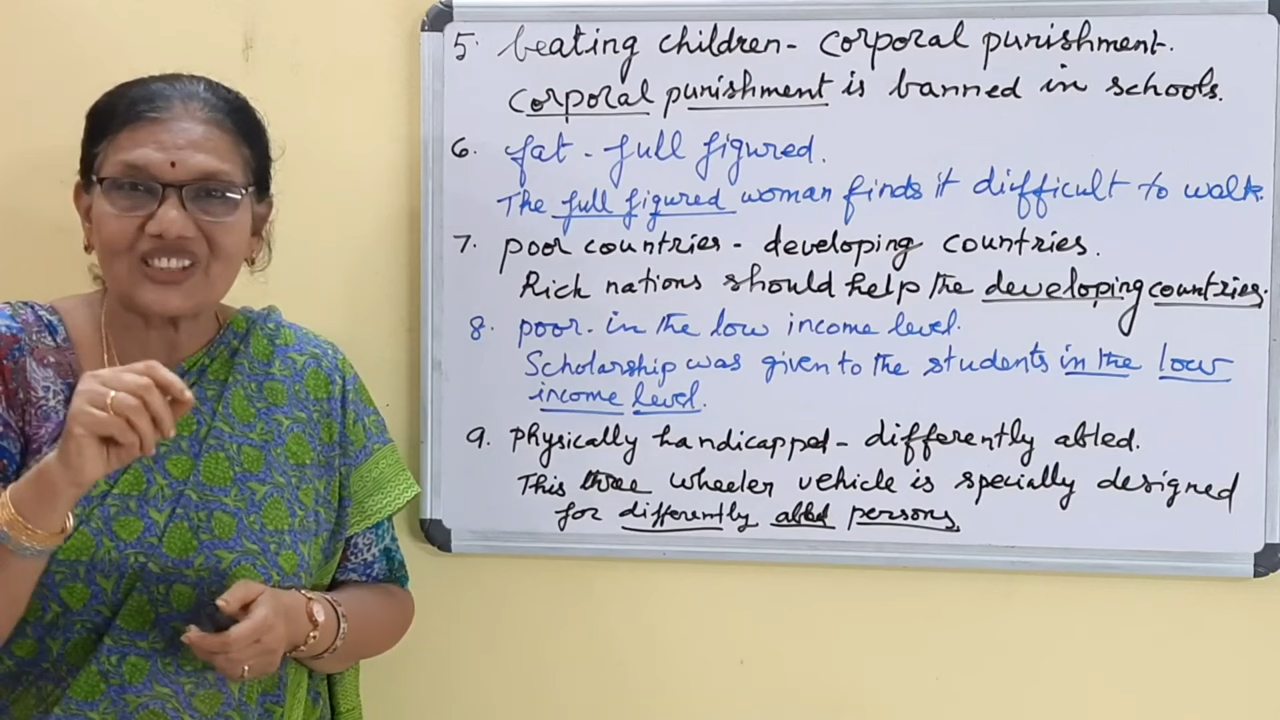 5. beating children - corporal punishment.
corporal punishment is banned in schools.
6. fat - full figured.
The full figured woman finds it difficult to walk.
7. poor countries - developing countries.
Rich nations should help the developing countries.
8. poor - in the low income level.
Scholarship was given to the students in the low
income level.
9. physically handicapped - differently abled.
This three wheeler vehicle is specially designed
for differently abled persons.